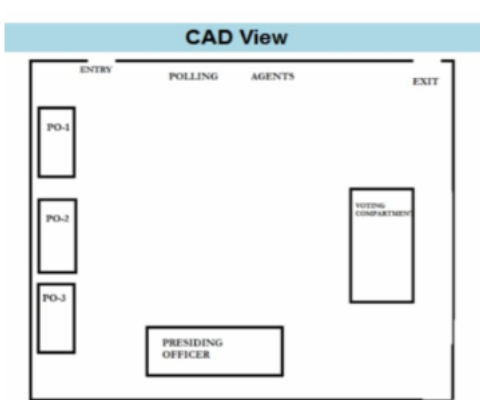 CAD View
ENTRY
POLLING AGENTS
EXIT
PO-1
VOTING
COMPARTMENT
PO-2
PO-3
PRESIDING
OFFICER